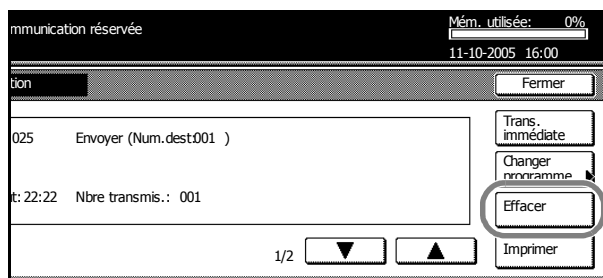 mmunication réservée
Mém. utilisée: 0%
11-10-2005 16:00
tion
Fermer
025 Envoyer (Num.dest:001 )
t: 22:22 Nbre transmis.: 001
1/2
Trans.
immédiate
Changer
programme
Effacer
Imprimer